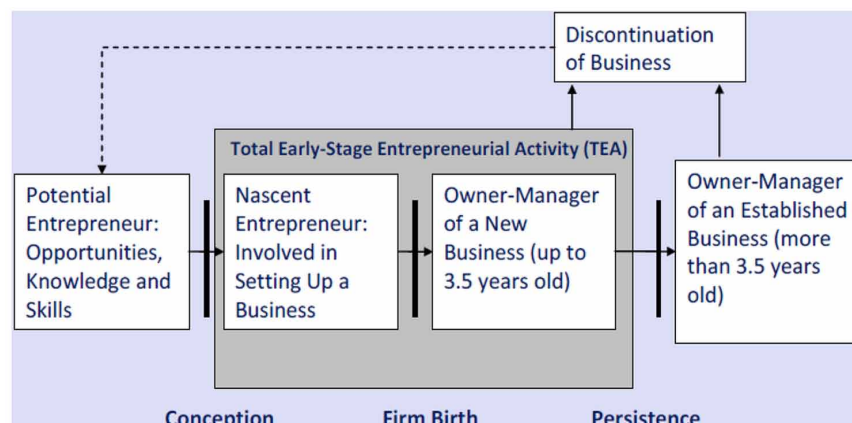 Discontinuation
of Business
Total Early-Stage Entrepreneurial Activity (TEA)
Potential
Entrepreneur:
Opportunities,
Knowledge and
Skills
Nascent
Entrepreneur:
Involved in
Setting Up a
Business
Owner-Manager
of a New
Business (up to
3.5 years old)
Owner-Manager
of an Established
Business (more
than 3.5 years
old)
Conception
Firm Birth
Persistence